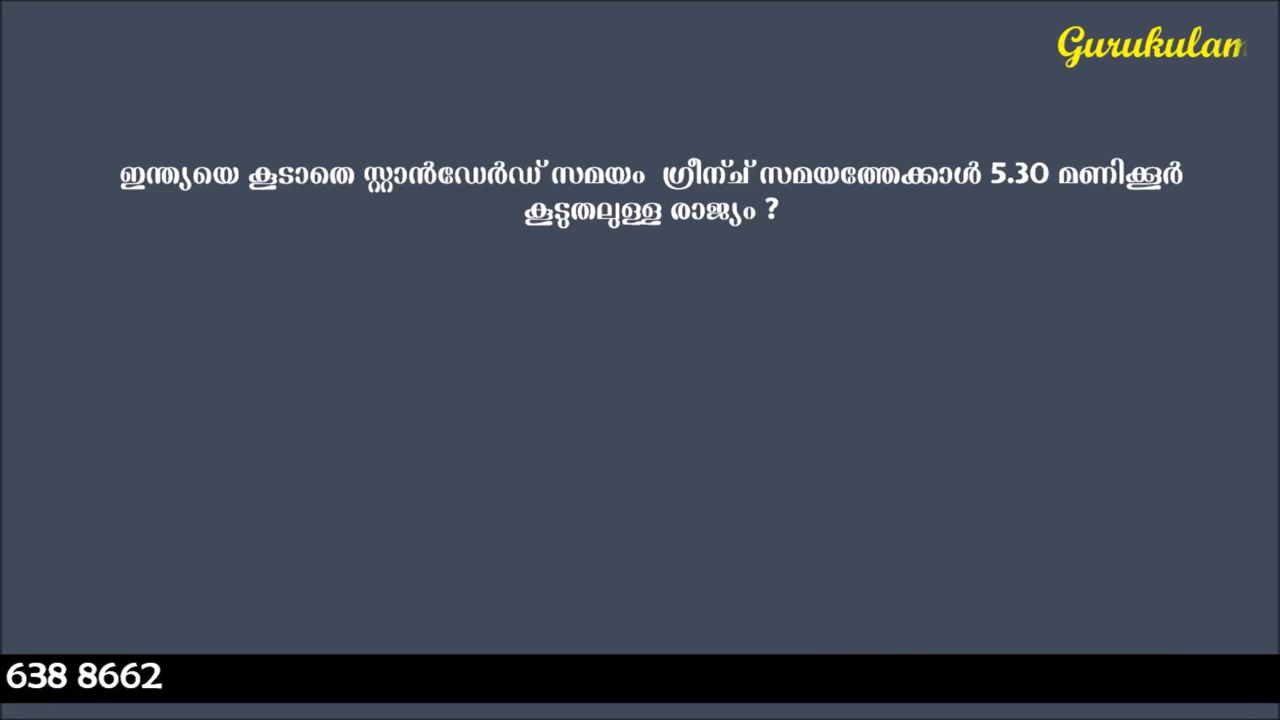 Gurukulam
ഇന്ത്യയെ കൂടാതെ സ്റ്റാൻഡേർഡ് സമയം ഗ്രീന്ച് സമയത്തേക്കാൾ 5.30 മണിക്കൂർ
കൂടുതലുള്ള രാജ്യം ?
638 8662